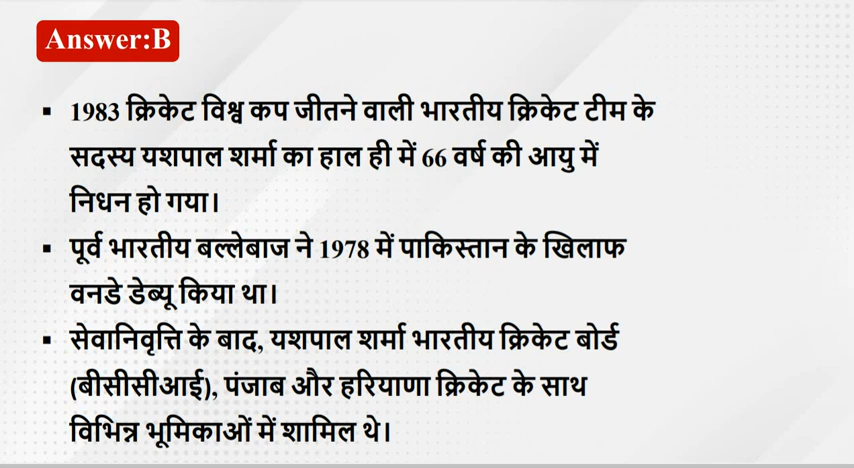 Answer:B
▪ 1983 क्रिकेट विश्व कप जीतने वाली भारतीय क्रिकेट टीम के
सदस्य यशपाल शर्मा का हाल ही में 66 वर्ष की आयु में
निधन हो गया।
▪ पूर्व भारतीय बल्लेबाज ने 1978 में पाकिस्तान के खिलाफ
वनडे डेब्यू किया था।
▪ सेवानिवृत्ति के बाद, यशपाल शर्मा भारतीय क्रिकेट बोर्ड
(बीसीसीआई), पंजाब और हरियाणा क्रिकेट के साथ
विभिन्न भूमिकाओं में शामिल थे।